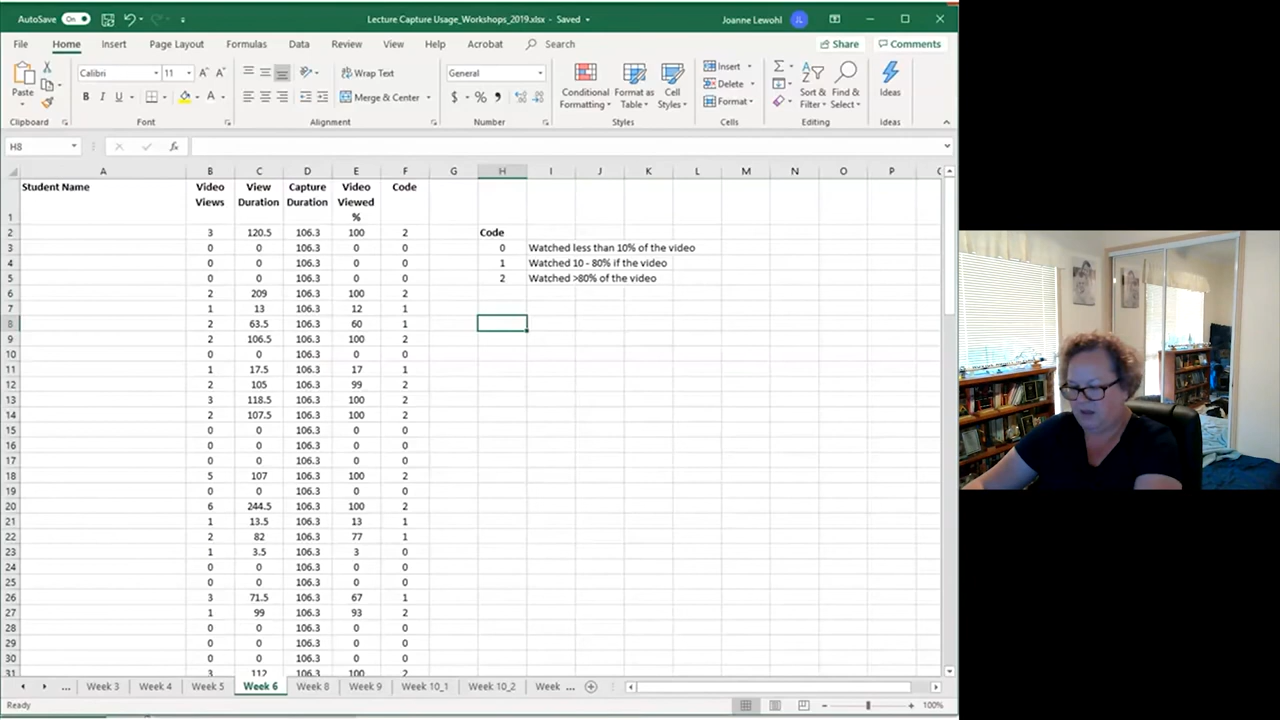 AutoSave On Lecture Capture Usage_Workshops_2019.xlsx - Saved Joanne Lewohl JL
File Home Insert Page Layout Formulas Data Review View Help Acrobat Search Share Comments
Paste Calibri 11 Wrap Text General Conditional Formatting Format as Table Cell Styles Insert Sort & Filter Find & Select Ideas
B I U Merge & Center $ % Delete
Format
Clipboard Font Alignment Number Styles Cells Editing Ideas
H8 fx
A B C D E F G H I J K L M N O P
Student Name Video Views View Duration Capture Duration Video Viewed % Code
1
2 3 120.5 106.3 100 2 Code
3 0 0 106.3 0 0 0 Watched less than 10% of the video
4 0 0 106.3 0 0 1 Watched 10 - 80% if the video
5 0 0 106.3 0 0 2 Watched >80% of the video
6 2 209 106.3 100 2
7 1 13 106.3 12 1
8 2 63.5 106.3 60 1
9 2 106.5 106.3 100 2
10 0 0 106.3 0 0
11 1 17.5 106.3 17 1
12 2 105 106.3 99 2
13 3 118.5 106.3 100 2
14 2 107.5 106.3 100 2
15 0 0 106.3 0 0
16 0 0 106.3 0 0
17 0 0 106.3 0 0
18 5 107 106.3 100 2
19 0 0 106.3 0 0
20 6 244.5 106.3 100 2
21 1 13.5 106.3 13 1
22 2 82 106.3 77 1
23 1 3.5 106.3 3 0
24 0 0 106.3 0 0
25 0 0 106.3 0 0
26 3 71.5 106.3 67 1
27 1 99 106.3 93 2
28 0 0 106.3 0 0
29 0 0 106.3 0 0
30 0 0 106.3 0 0
31 3 112 106.3 100 2
... Week 3 Week 4 Week 5 Week 6 Week 8 Week 9 Week 10_1 Week 10_2 Week ...
Ready 100%